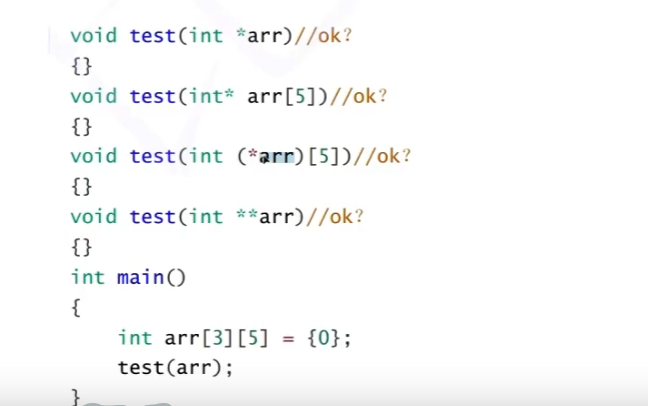 void test(int *arr)//ok?
{}
void test(int* arr[5])//ok?
{}
void test(int (*arr)[5])//ok?
{}
void test(int **arr)//ok?
{}
int main()
{
    int arr[3][5] = {0};
    test(arr);
}